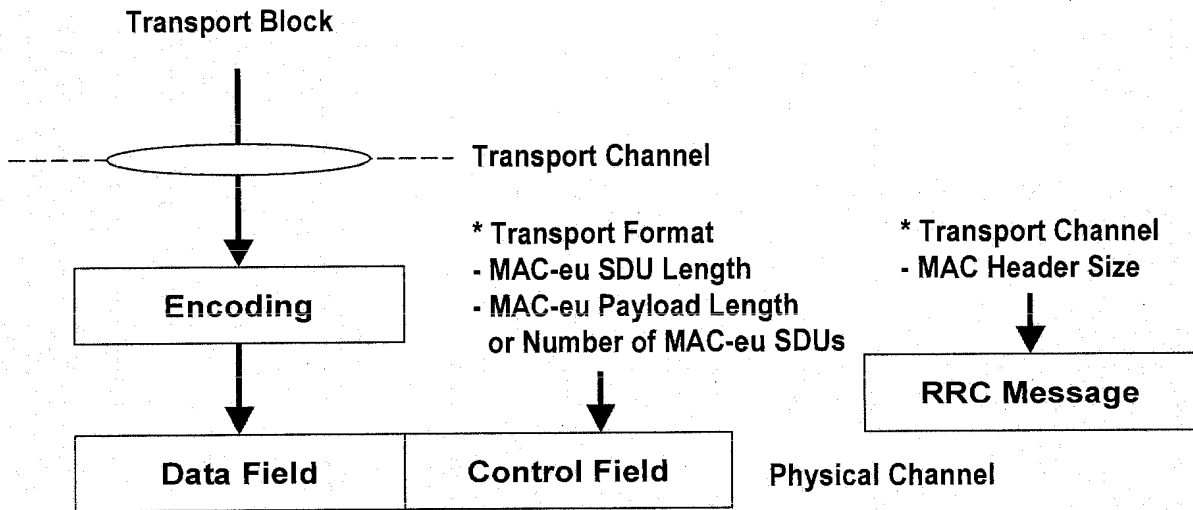 Transport Block
Transport Channel
* Transport Format
- MAC-eu SDU Length
- MAC-eu Payload Length
or Number of MAC-eu SDUs
* Transport Channel
- MAC Header Size
Encoding
RRC Message
Data Field
Control Field
Physical Channel